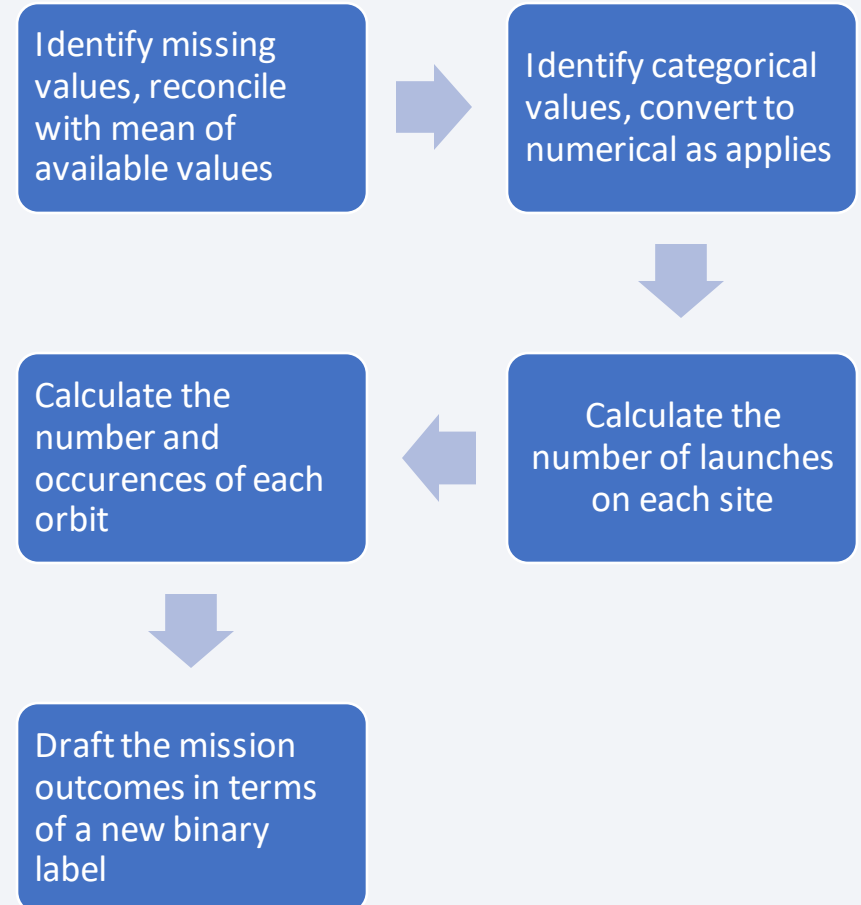 Identify missing
values, reconcile
with mean of
available values
Identify categorical
values, convert to
numerical as applies
Calculate the
number of launches
on each site
Calculate the
number and
occurences of each
orbit
Draft the mission
outcomes in terms
of a new binary
label